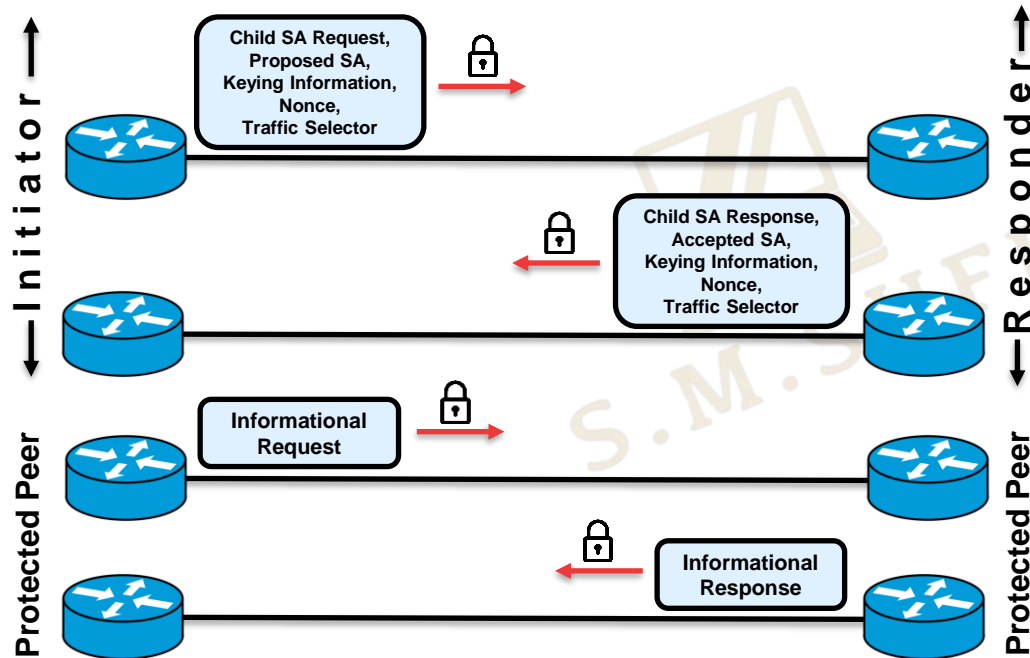 Initiator
Responder
Child SA Request,
Proposed SA,
Keying Information,
Nonce,
Traffic Selector
Child SA Response,
Accepted SA,
Keying Information,
Nonce,
Traffic Selector
Protected Peer
Protected Peer
Informational
Request
Informational
Response